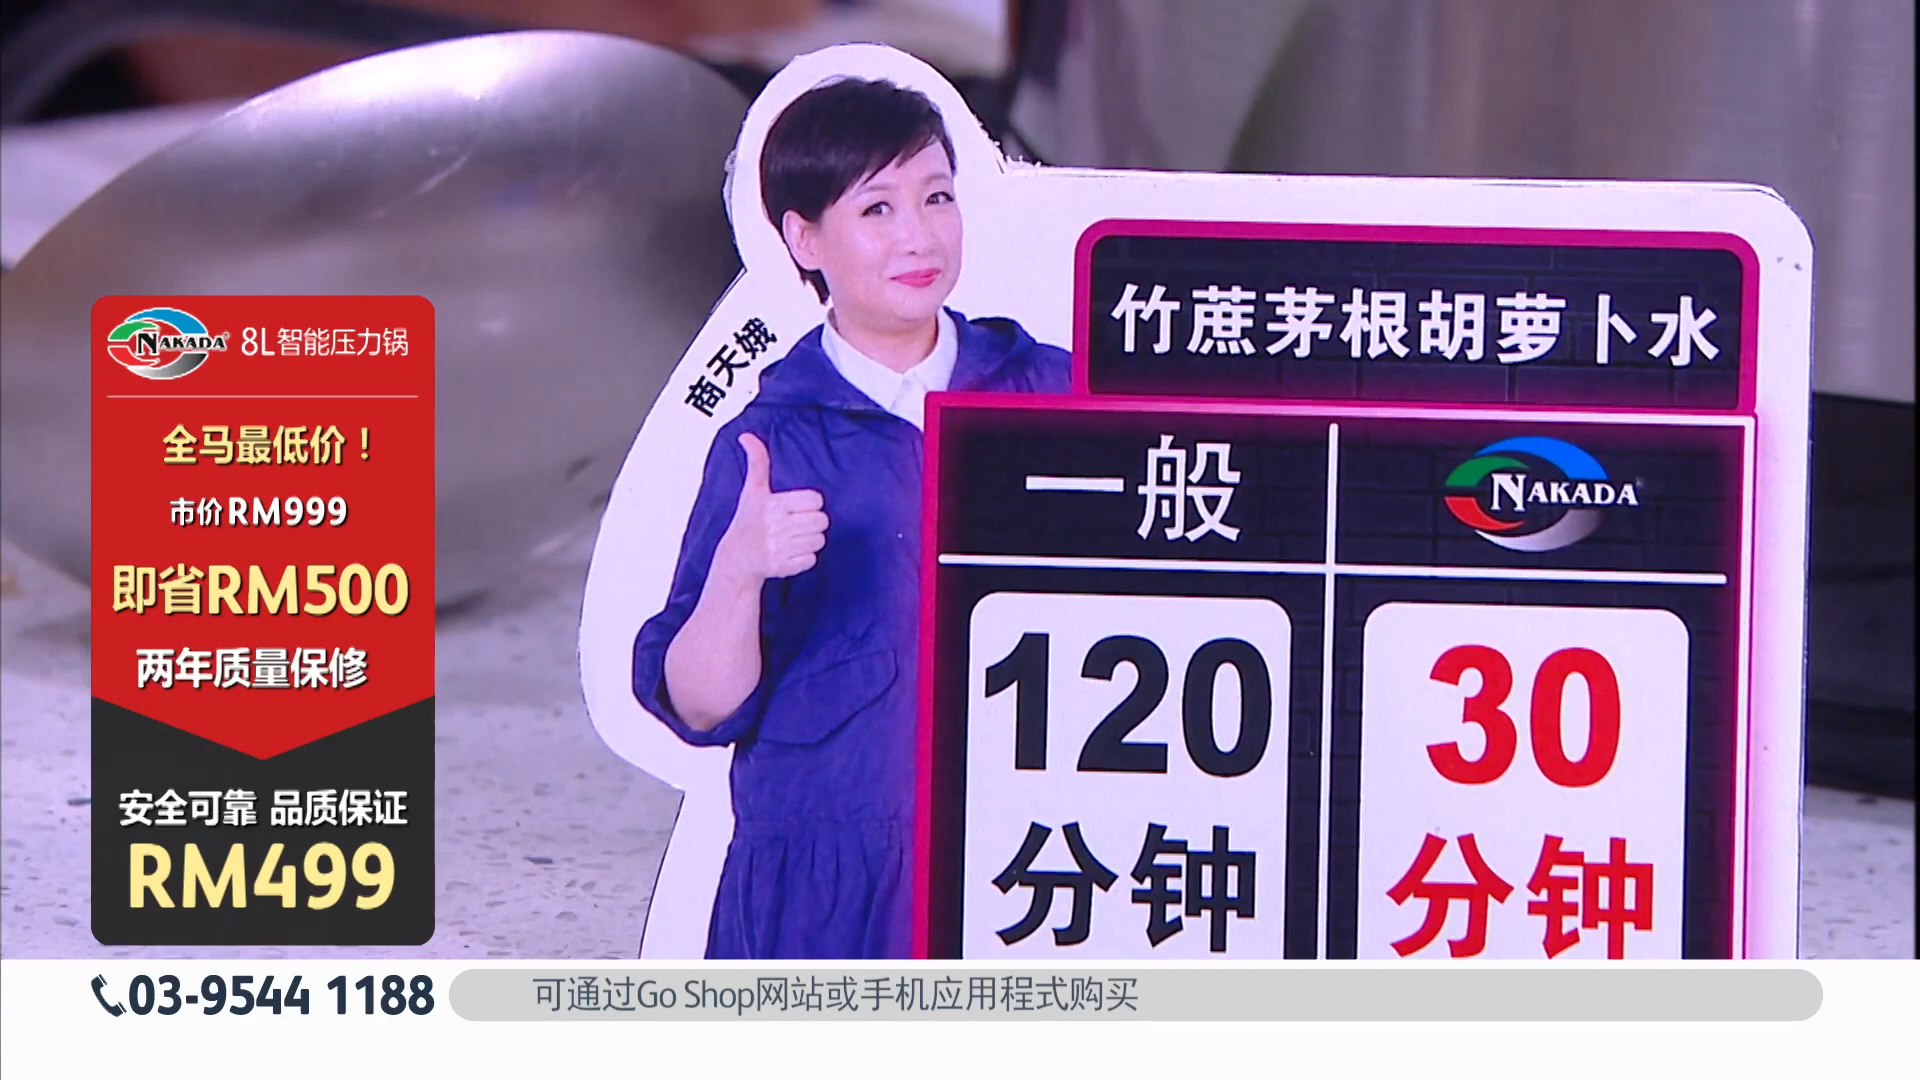 NAKADA 8L智能压力锅
全马最低价！
市价RM999
即省RM500
两年质量保修
安全可靠 品质保证
RM499
商天娥
竹蔗茅根胡萝卜水
一般 NAKADA
120 30
分钟 分钟
03-9544 1188 可通过Go Shop网站或手机应用程式购买